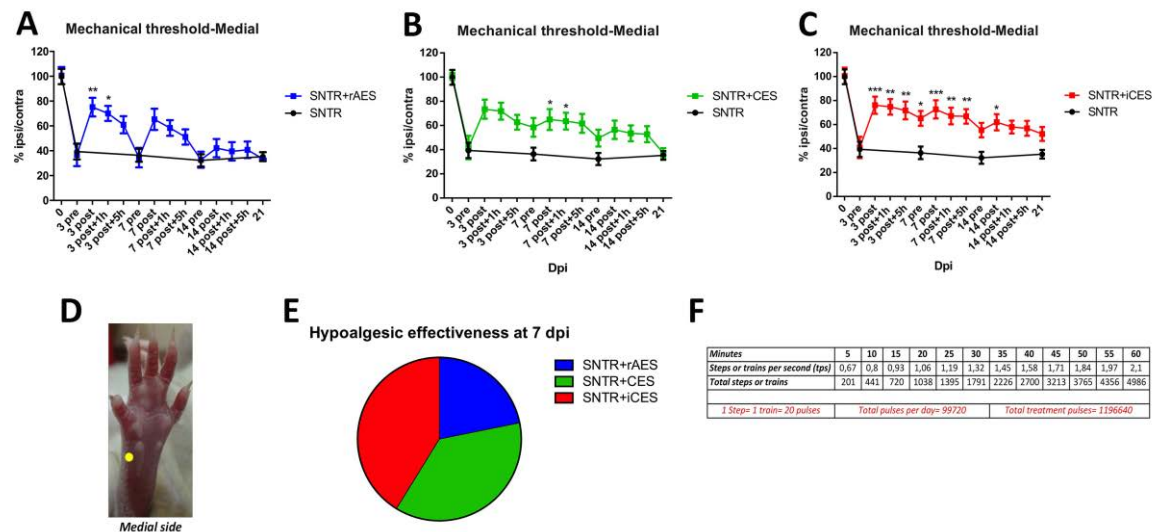 A
Mechanical threshold-Medial
% ipsi/contra
120
100
80
60
40
20
0
**
*
SNTR+rAES
SNTR
0
3 pre
3 post
3 post+1h
3 post+5h
7 pre
7 post
7 post+1h
7 post+5h
14 pre
14 post
14 post+1h
14 post+5h
21
B
Mechanical threshold-Medial
% ipsi/contra
120
100
80
60
40
20
0
*
*
SNTR+CES
SNTR
0
3 pre
3 post
3 post+1h
3 post+5h
7 pre
7 post
7 post+1h
7 post+5h
14 pre
14 post
14 post+1h
14 post+5h
21
Dpi
C
Mechanical threshold-Medial
% ipsi/contra
120
100
80
60
40
20
0
***
**
**
*
***
**
**
*
SNTR+iCES
SNTR
0
3 pre
3 post
3 post+1h
3 post+5h
7 pre
7 post
7 post+1h
7 post+5h
14 pre
14 post
14 post+1h
14 post+5h
21
Dpi
D
Medial side
E
Hypoalgesic effectiveness at 7 dpi
SNTR+rAES
SNTR+CES
SNTR+iCES
F
Minutes 5 10 15 20 25 30 35 40 45 50 55 60
Steps or trains per second (tps) 0,67 0,8 0,93 1,06 1,19 1,32 1,45 1,58 1,71 1,84 1,97 2,1
Total steps or trains 201 441 720 1038 1395 1791 2226 2700 3213 3765 4356 4986
1 Step= 1 train= 20 pulses Total pulses per day= 99720 Total treatment pulses= 1196640